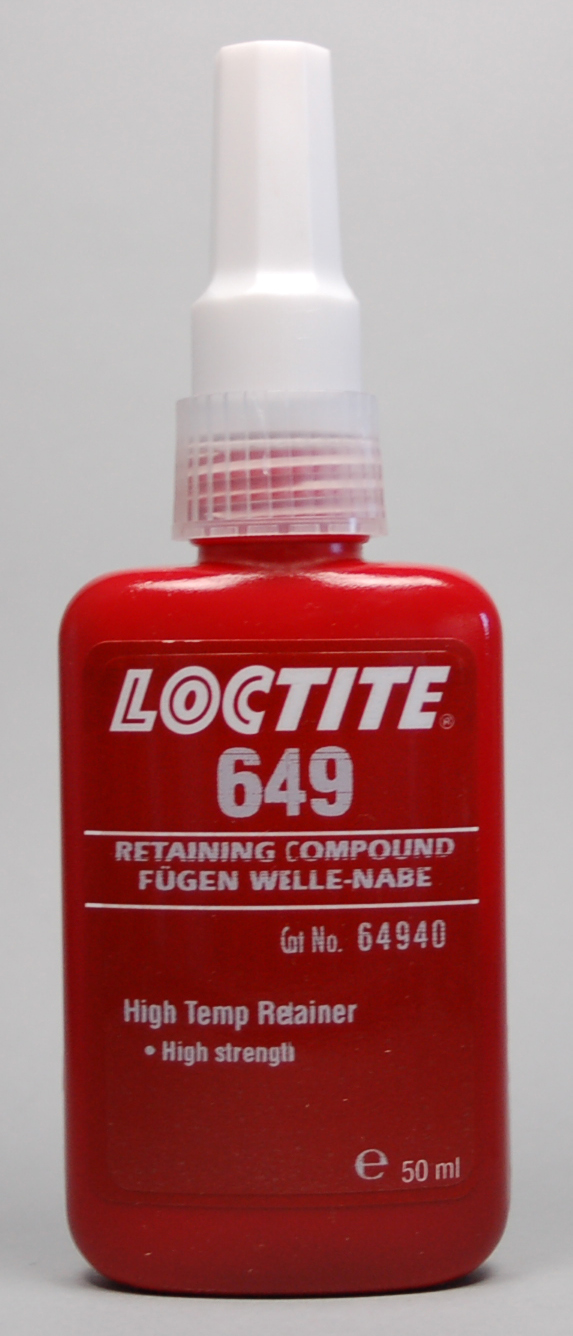 LOCTITE®
649
RETAINING COMPOUND
FÜGEN WELLE-NABE
Cat No. 64940
High Temp Retainer
• High strength
℮ 50 ml